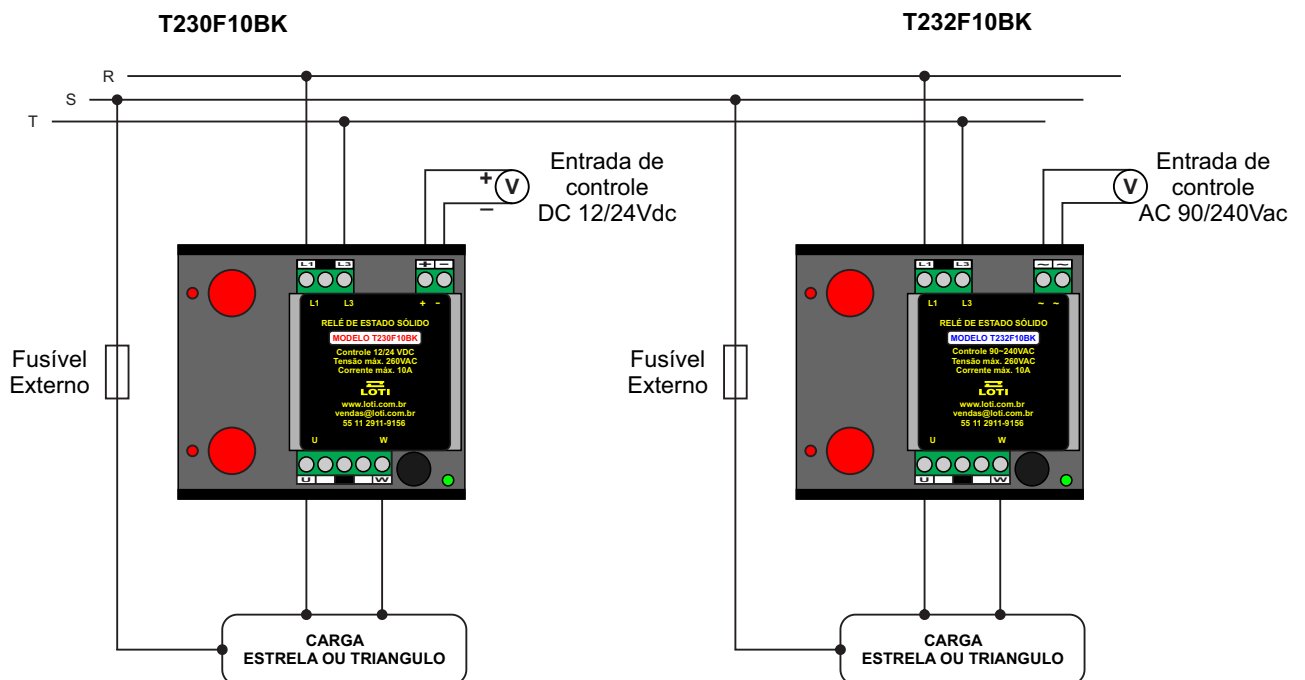 T230F10BK
T232F10BK
R
S
T
+
–
V
Entrada de
controle
DC 12/24Vdc
V
Entrada de
controle
AC 90/240Vac
L1 L3 + −
L1 L3 + -
RELÉ DE ESTADO SÓLIDO
MODELO T230F10BK
Controle 12/24 VDC
Tensão máx. 260VAC
Corrente máx. 10A
LOTI
www.loti.com.br
vendas@loti.com.br
55 11 2911-9156
U W
U W
Fusível
Externo
CARGA
ESTRELA OU TRIANGULO
L1 L3 ~ ~
L1 L3 ~ ~
RELÉ DE ESTADO SÓLIDO
MODELO T232F10BK
Controle 90~240VAC
Tensão máx. 260VAC
Corrente máx. 10A
LOTI
www.loti.com.br
vendas@loti.com.br
55 11 2911-9156
U W
U W
Fusível
Externo
CARGA
ESTRELA OU TRIANGULO